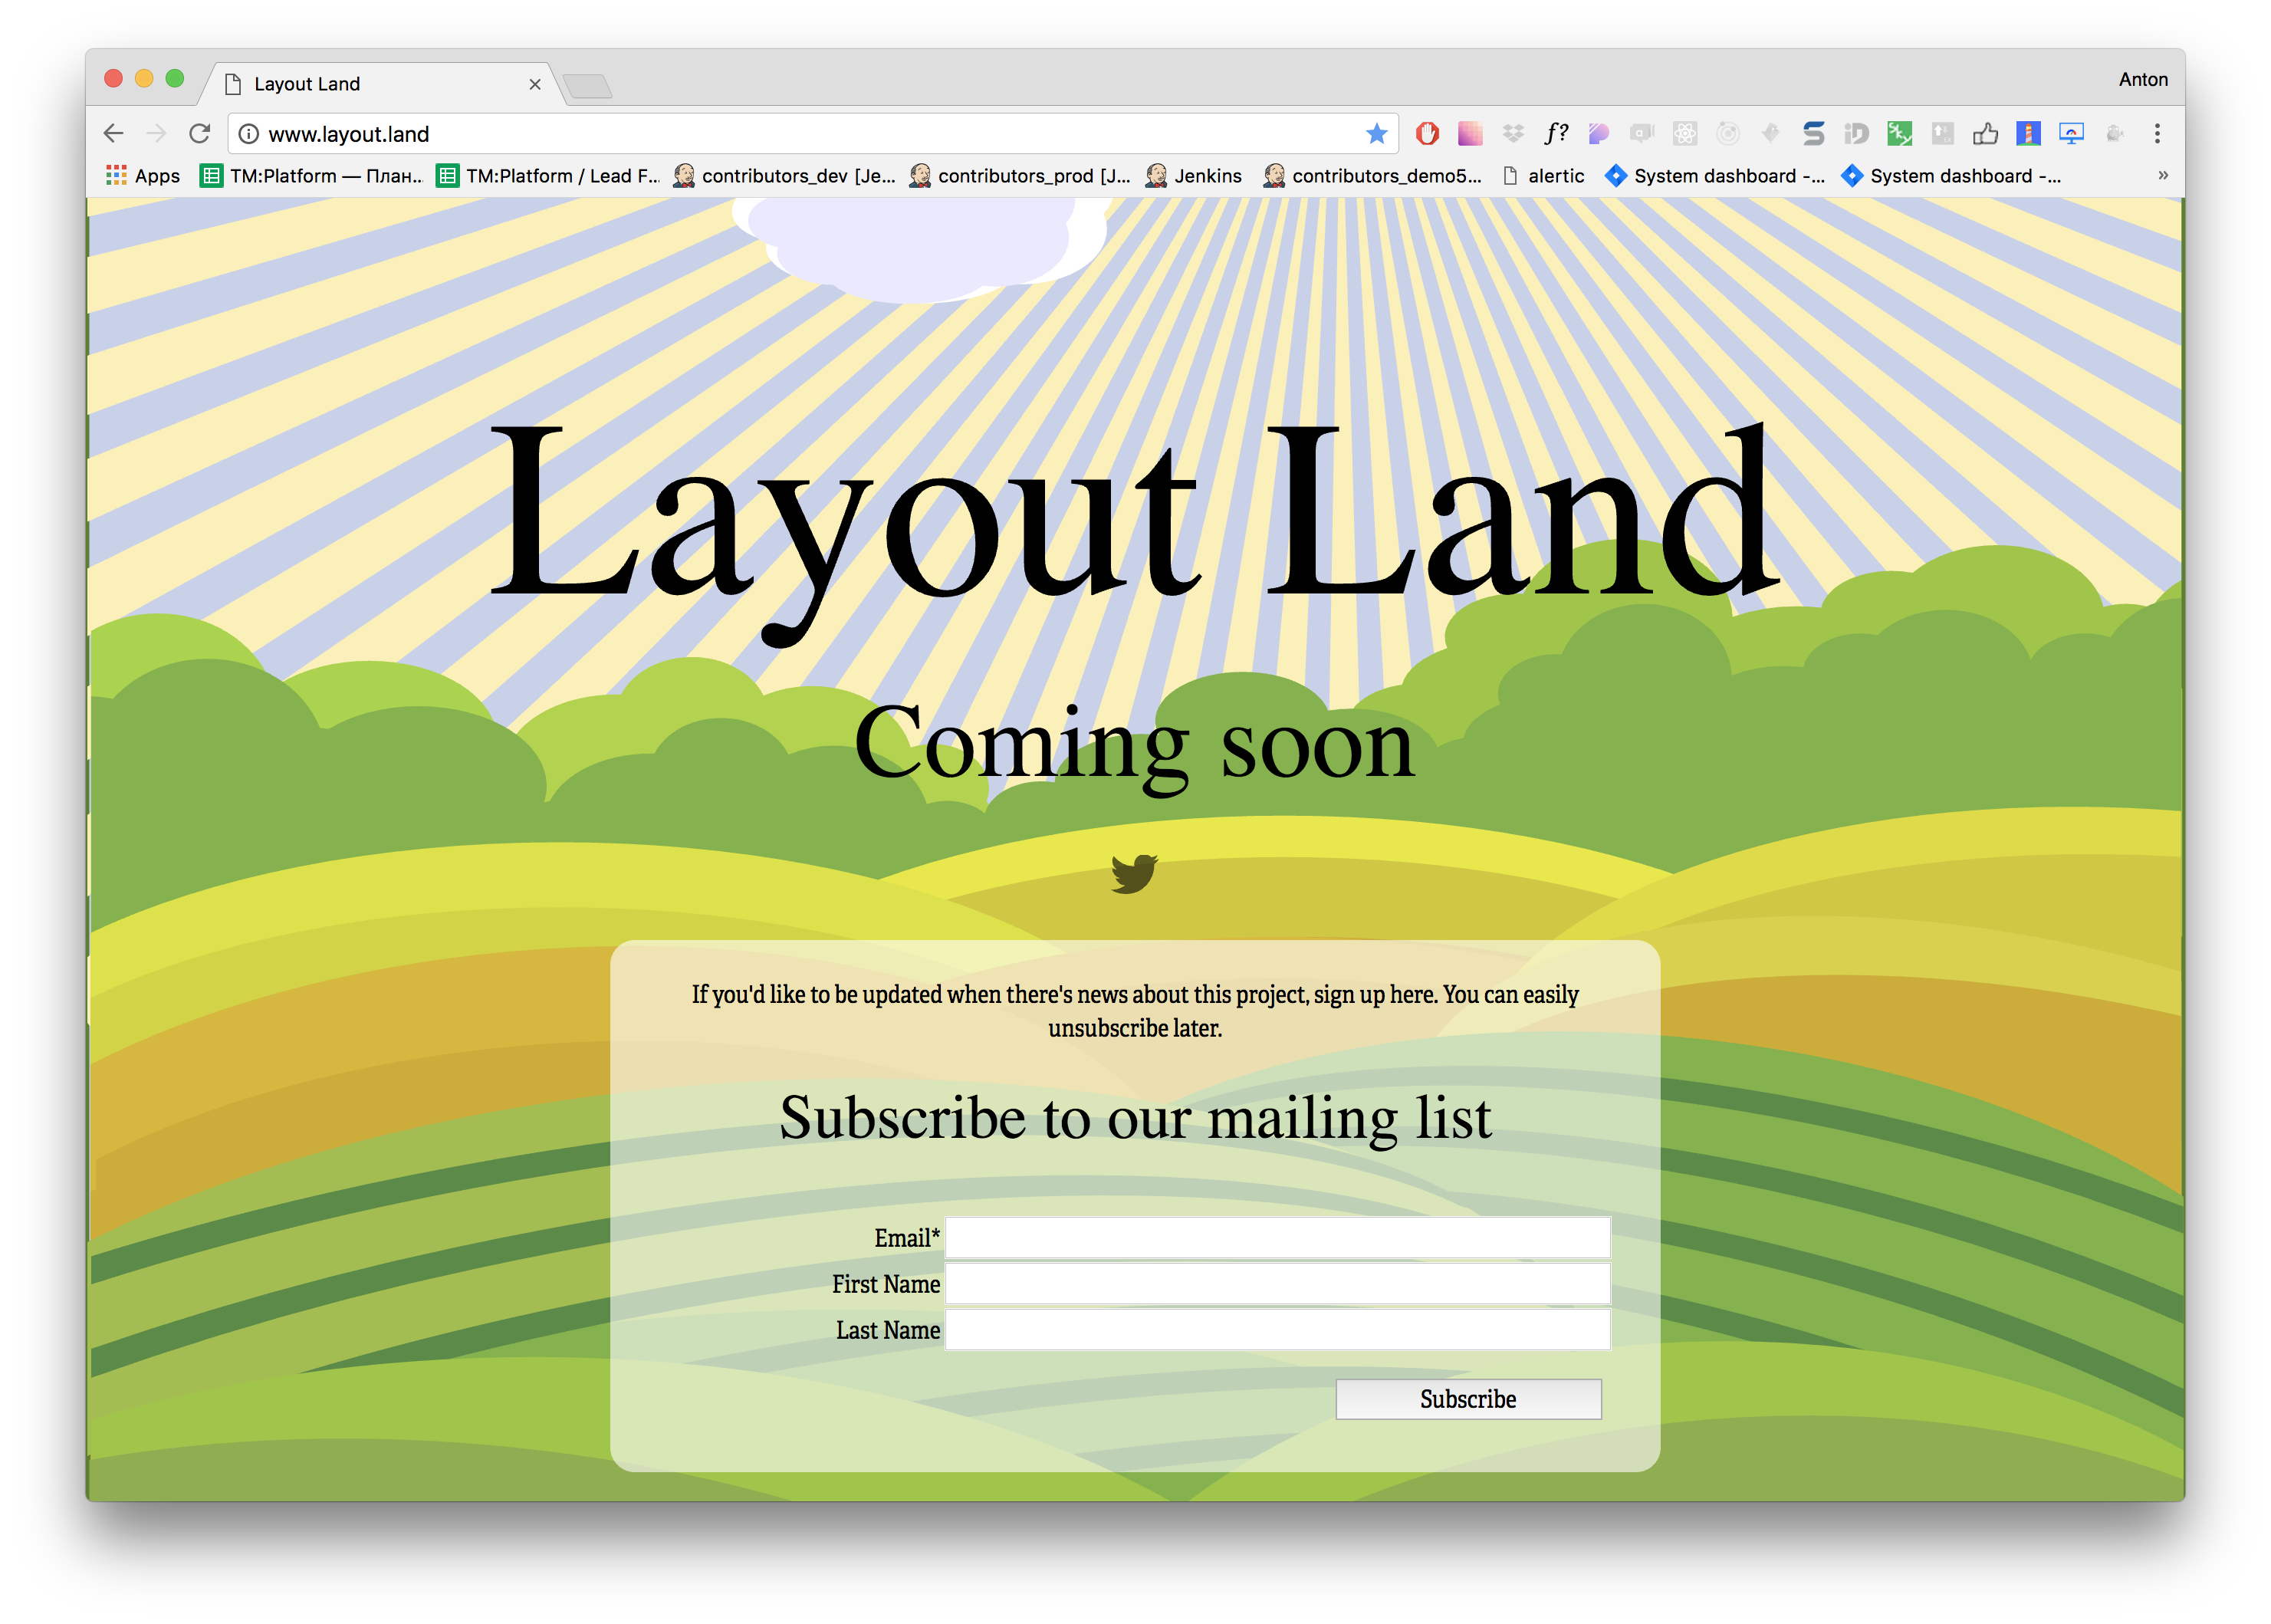 Layout Land
Anton
www.layout.land
f?
Apps TM:Platform — План... TM:Platform / Lead F... contributors_dev [Je... contributors_prod [J... Jenkins contributors_demo5... alertic System dashboard -... System dashboard -... »
Layout Land
Coming soon
If you'd like to be updated when there's news about this project, sign up here. You can easily
unsubscribe later.
Subscribe to our mailing list
Email*
First Name
Last Name
Subscribe